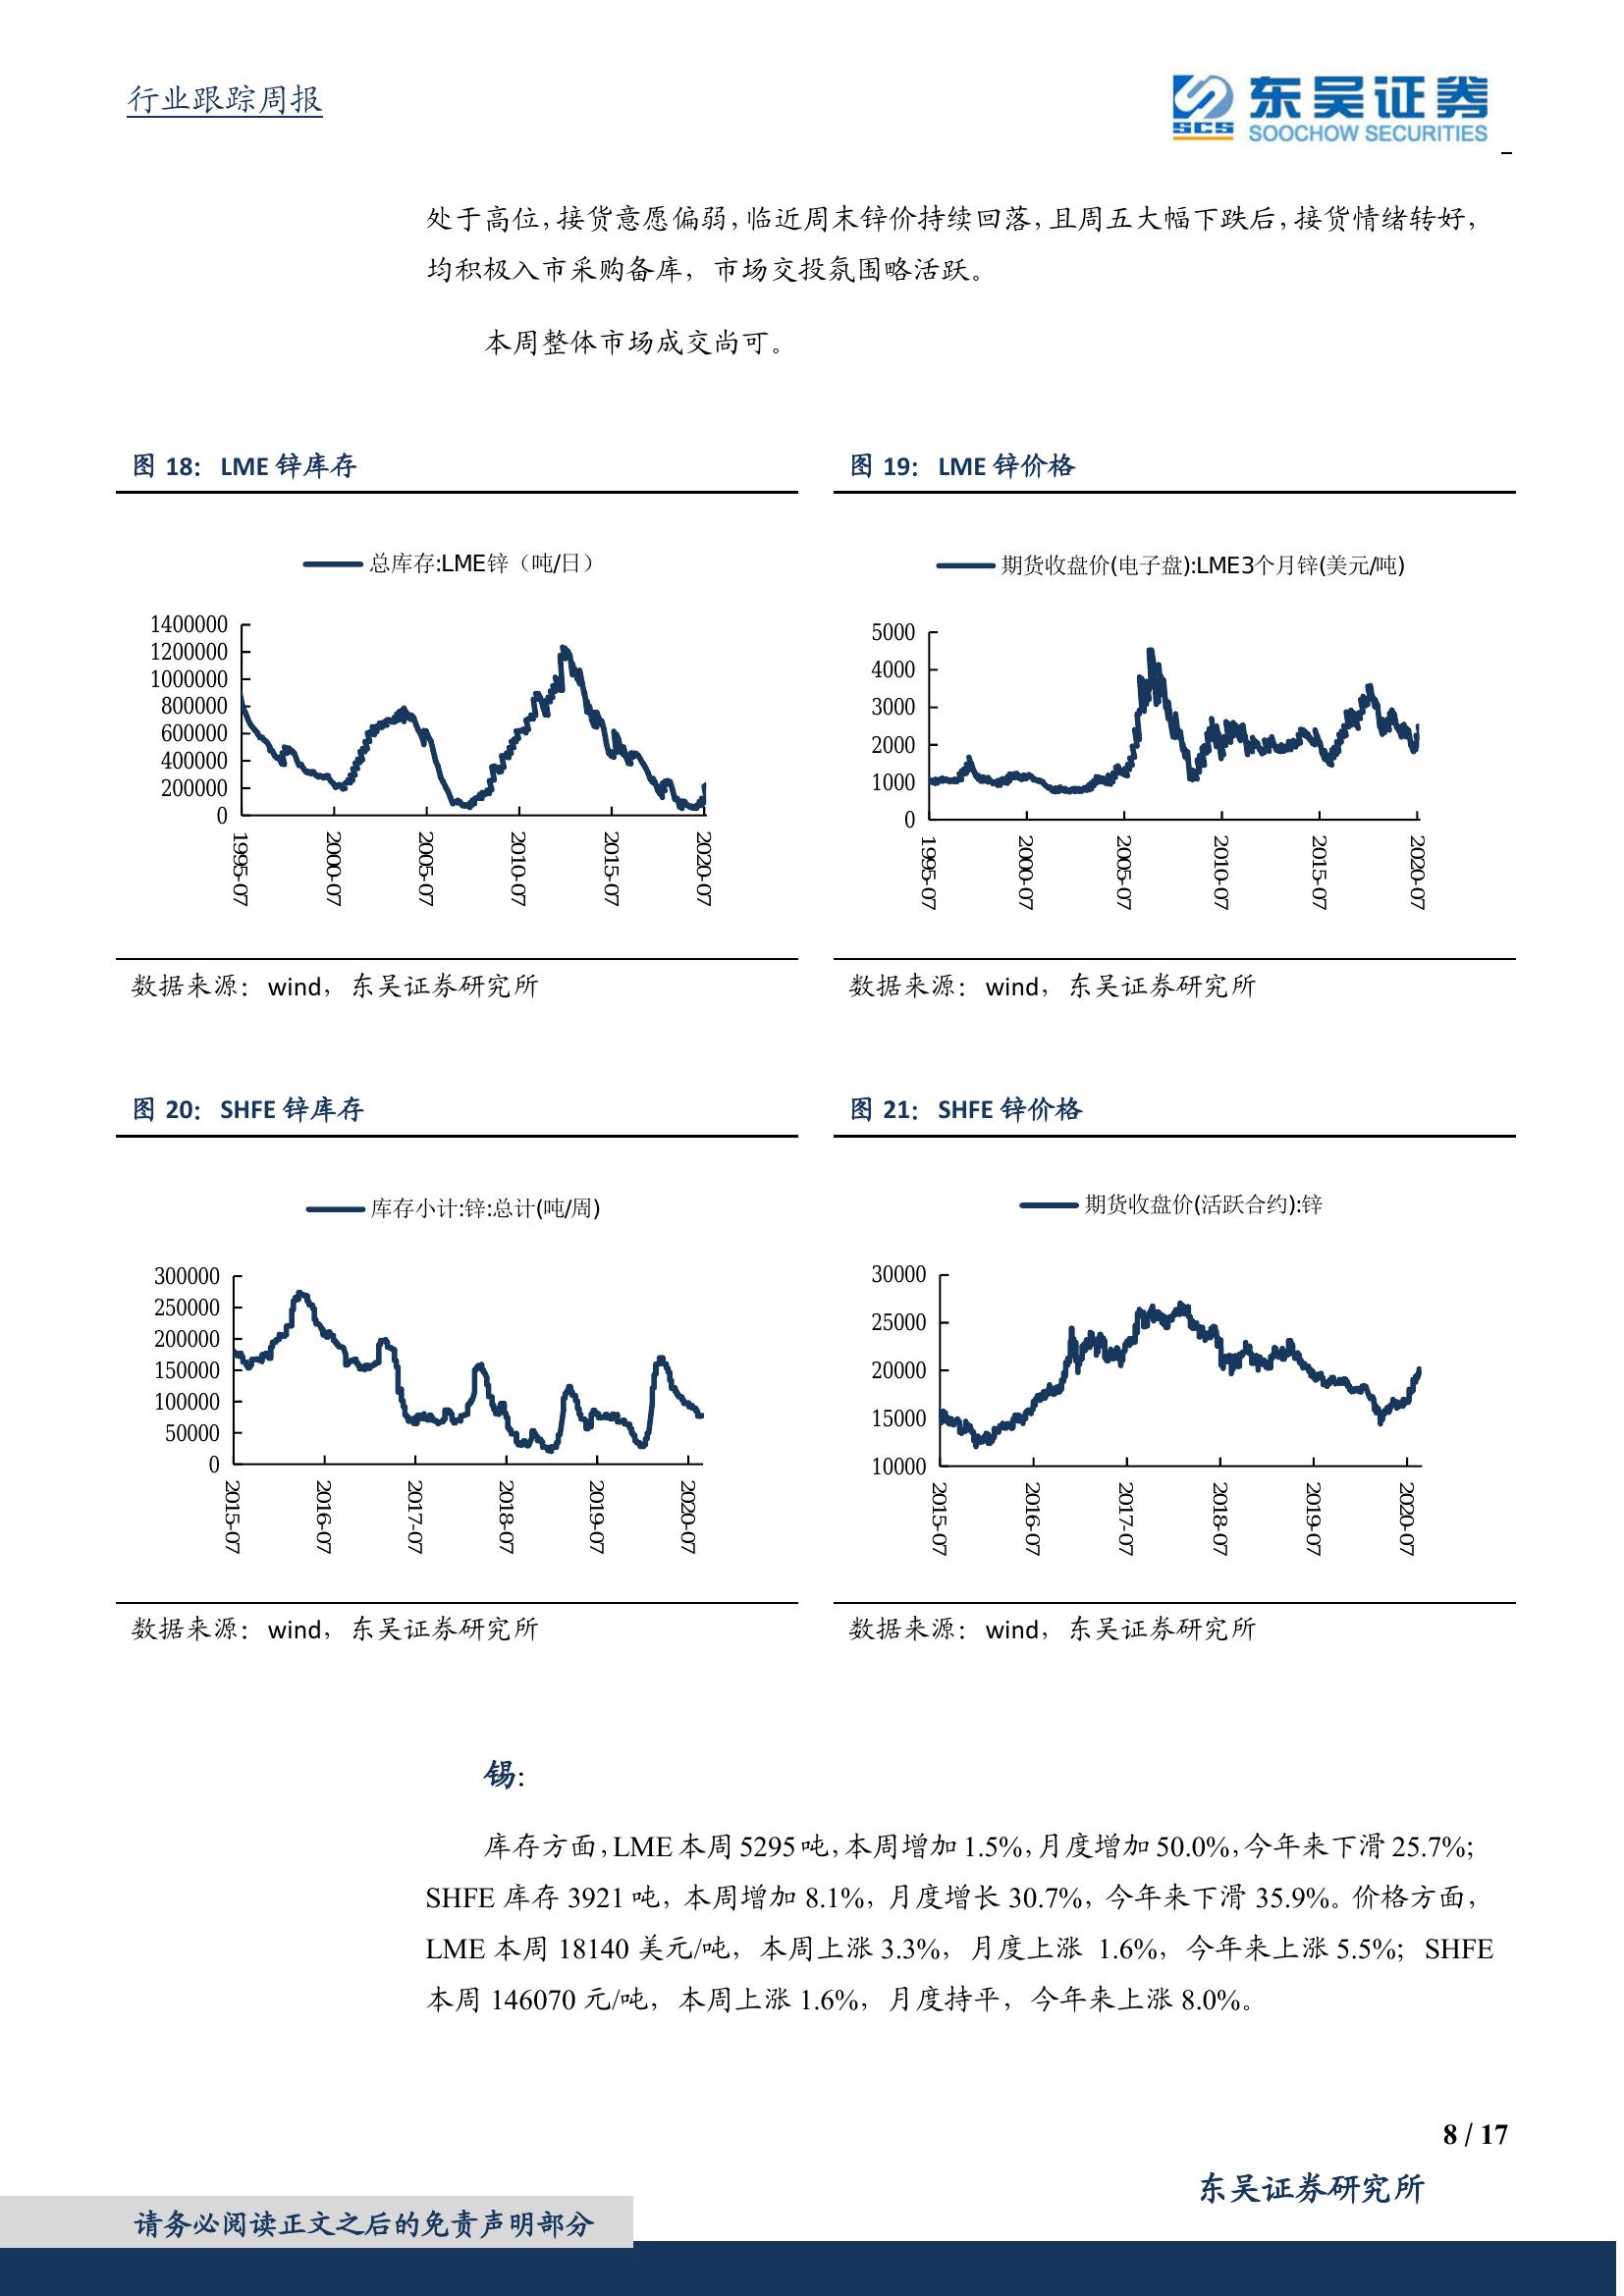 行业跟踪周报
SCS
东吴证券
SOOCHOW SECURITIES
处于高位,接货意愿偏弱,临近周末锌价持续回落,且周五大幅下跌后,接货情绪转好,
均积极入市采购备库，市场交投氛围略活跃。
本周整体市场成交尚可。
图 18： LME 锌库存
图 19： LME 锌价格
总库存:LME锌（吨/日）
1400000
1200000
1000000
800000
600000
400000
200000
0
1995-07
2000-07
2005-07
2010-07
2015-07
2020-07
期货收盘价(电子盘):LME3个月锌(美元/吨)
5000
4000
3000
2000
1000
0
1995-07
2000-07
2005-07
2010-07
2015-07
2020-07
数据来源：wind，东吴证券研究所
数据来源：wind，东吴证券研究所
图 20： SHFE 锌库存
图 21： SHFE 锌价格
库存小计:锌:总计(吨/周)
300000
250000
200000
150000
100000
50000
0
2015-07
2016-07
2017-07
2018-07
2019-07
2020-07
期货收盘价(活跃合约):锌
30000
25000
20000
15000
10000
2015-07
2016-07
2017-07
2018-07
2019-07
2020-07
数据来源：wind，东吴证券研究所
数据来源：wind，东吴证券研究所
锡：
库存方面,LME 本周 5295 吨,本周增加 1.5%,月度增加 50.0%,今年来下滑 25.7%;
SHFE 库存 3921 吨，本周增加 8.1%，月度增长 30.7%，今年来下滑 35.9%。价格方面，
LME 本周 18140 美元/吨，本周上涨 3.3%，月度上涨 1.6%，今年来上涨 5.5%；SHFE
本周 146070 元/吨，本周上涨 1.6%，月度持平，今年来上涨 8.0%。
8 / 17
东吴证券研究所
请务必阅读正文之后的免责声明部分